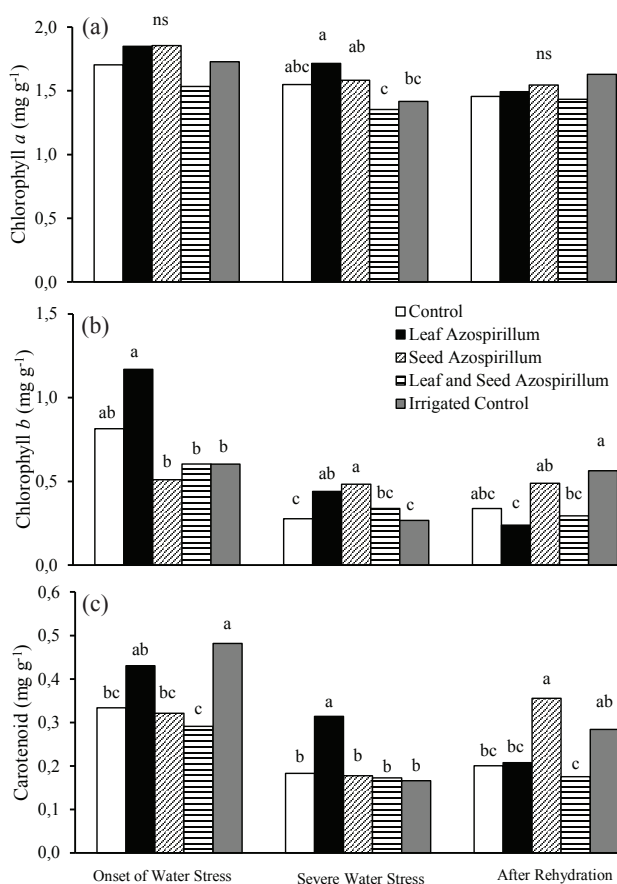 (a)
ns
a
ab
abc
c
bc
ns
Chlorophyll a (mg g-1)
2,0
1,5
1,0
0,5
0,0
(b)
Control
Leaf Azospirillum
Seed Azospirillum
Leaf and Seed Azospirillum
Irrigated Control
Chlorophyll b (mg g-1)
1,5
1,0
0,5
0,0
ab
a
b
b
b
c
ab
a
bc
c
abc
c
ab
bc
a
(c)
Carotenoid (mg g-1)
0,6
0,5
0,4
0,3
0,2
0,1
0,0
bc
ab
bc
c
a
b
a
b
b
b
bc
bc
a
c
ab
Onset of Water Stress
Severe Water Stress
After Rehydration